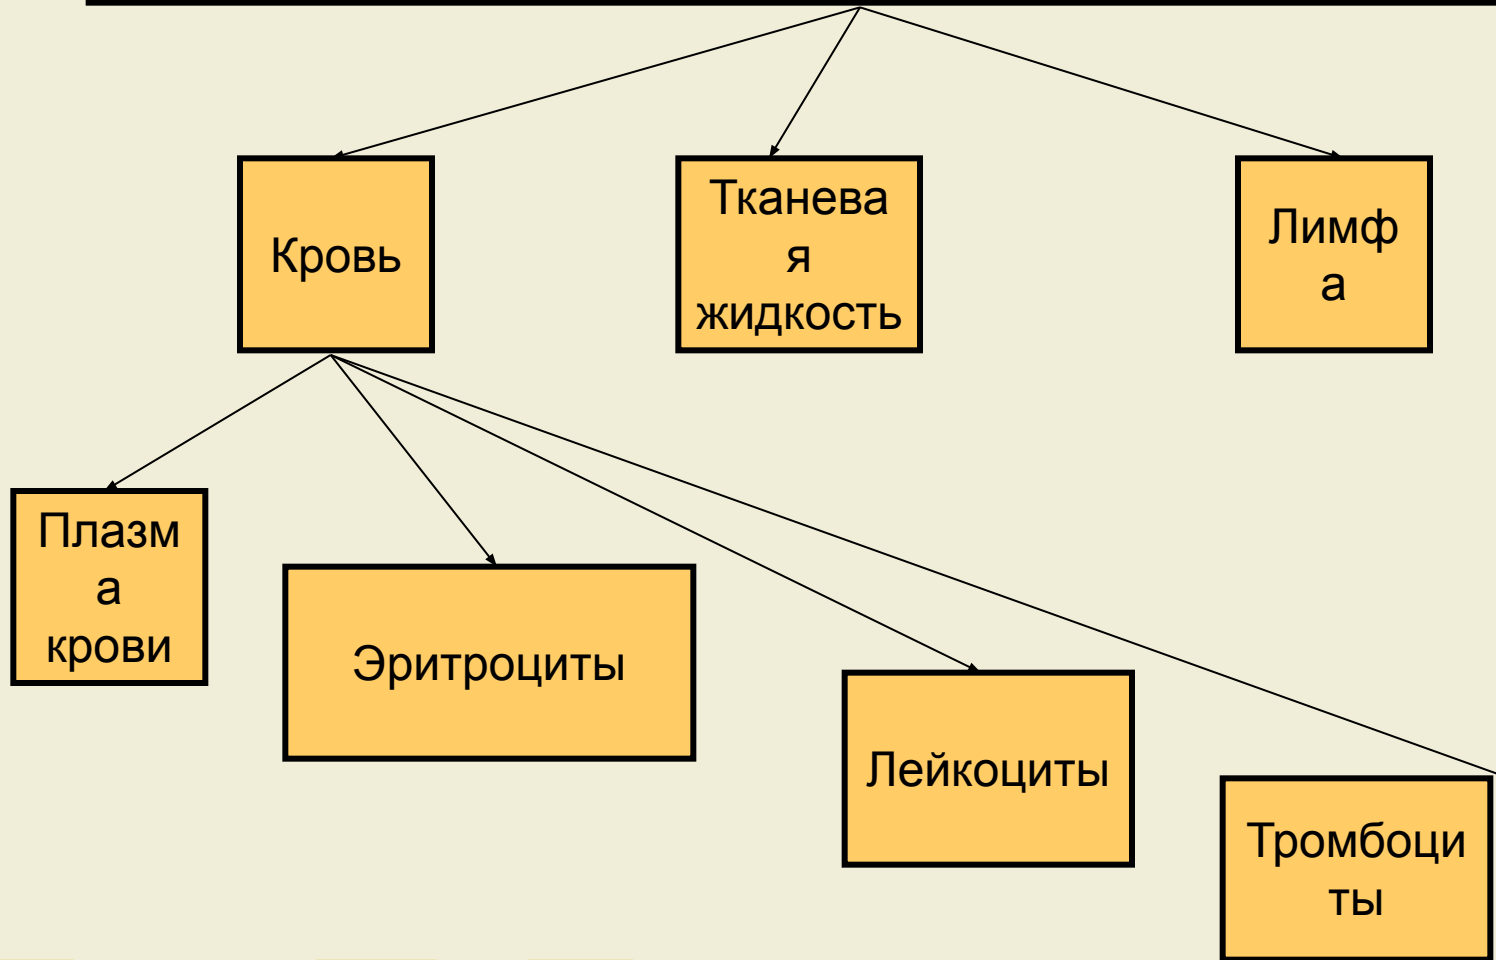 Кровь
Тканева
я
жидкость
Лимф
а
Плазм
а
крови
Эритроциты
Лейкоциты
Тромбоци
ты